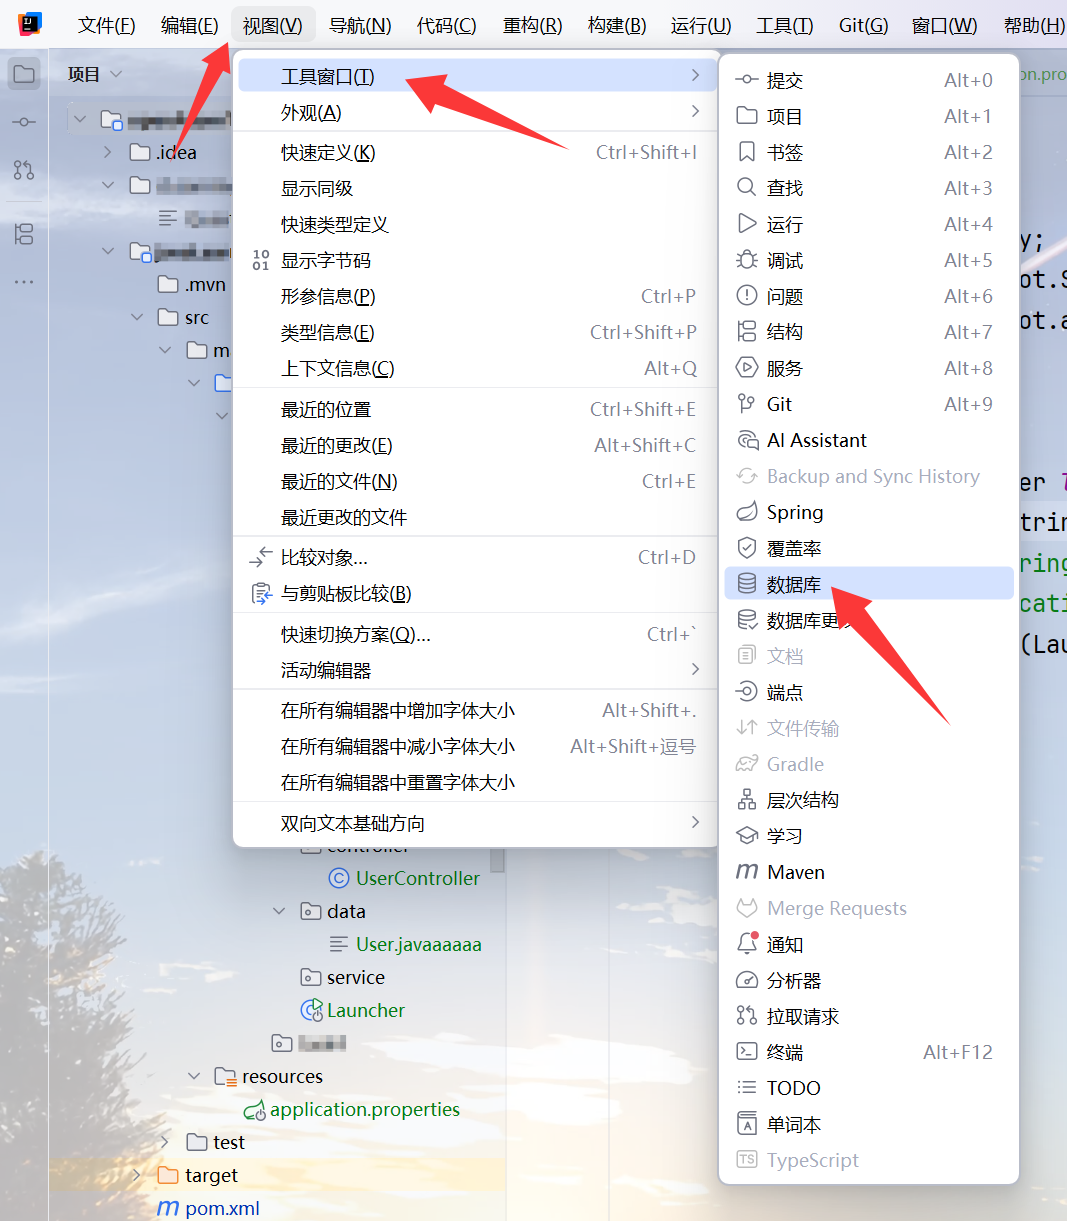 文件(F) 编辑(E) 视图(V) 导航(N) 代码(C) 重构(R) 构建(B) 运行(U) 工具(T) Git(G) 窗口(W) 帮助(H)
项目
.idea
.mvn
src
工具窗口(T)
外观(A)
快速定义(K) Ctrl+Shift+I
显示同级
快速类型定义
显示字节码
形参信息(P) Ctrl+P
类型信息(E) Ctrl+Shift+P
上下文信息(C) Alt+Q
最近的位置 Ctrl+Shift+E
最近的更改(E) Alt+Shift+C
最近的文件(N) Ctrl+E
最近更改的文件
比较对象... Ctrl+D
与剪贴板比较(B)
快速切换方案(Q)... Ctrl+`
活动编辑器
在所有编辑器中增加字体大小 Alt+Shift+.
在所有编辑器中减小字体大小 Alt+Shift+逗号
在所有编辑器中重置字体大小
双向文本基础方向
提交 Alt+0
项目 Alt+1
书签 Alt+2
查找 Alt+3
运行 Alt+4
调试 Alt+5
问题 Alt+6
结构 Alt+7
服务 Alt+8
Git Alt+9
AI Assistant
Backup and Sync History
Spring
覆盖率
数据库
数据库更
文档
端点
文件传输
Gradle
层次结构
学习
Maven
Merge Requests
通知
分析器
拉取请求
终端 Alt+F12
TODO
单词本
TypeScript
controller
UserController
data
User.javaaaaaa
service
Launcher
resources
application.properties
test
target
pom.xml
on.pro
y;
ot.S
ot.a
er
trin
ring
cati
(Lau